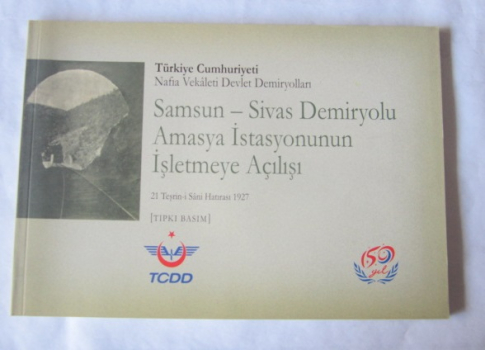 Türkiye Cumhuriyeti
Nafıa Vekâleti Devlet Demiryolları
Samsun – Sivas Demiryolu
Amasya İstasyonunun
İşletmeye Açılışı
21 Teşrin-i Sâni Hatırası 1927
[TIPKI BASIM]
TCDD
150
yıl